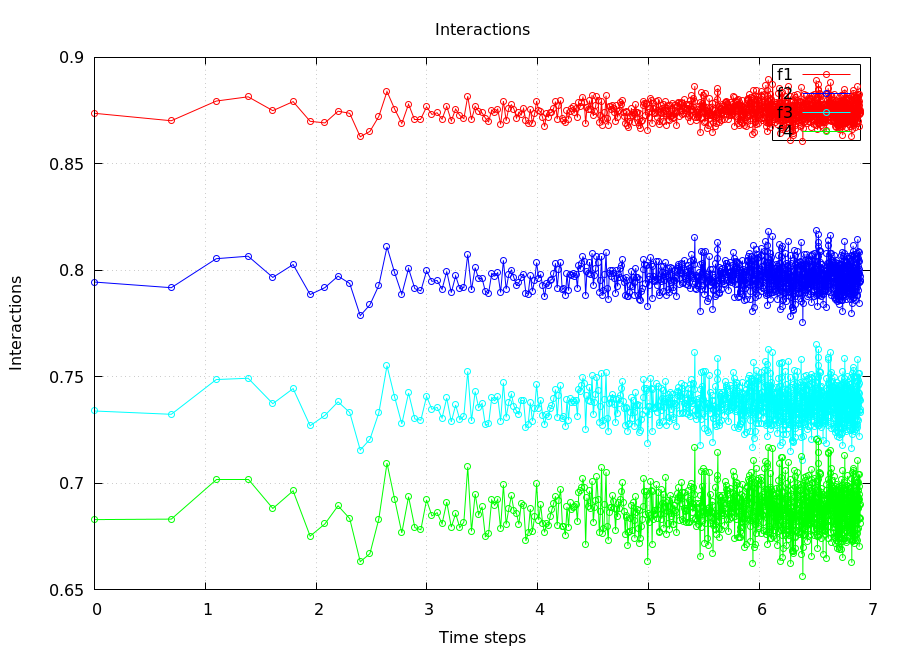 Interactions
0.9
0.85
0.8
0.75
0.7
0.65
0 1 2 3 4 5 6 7
Interactions
Time steps
f1
f2
f3
f4